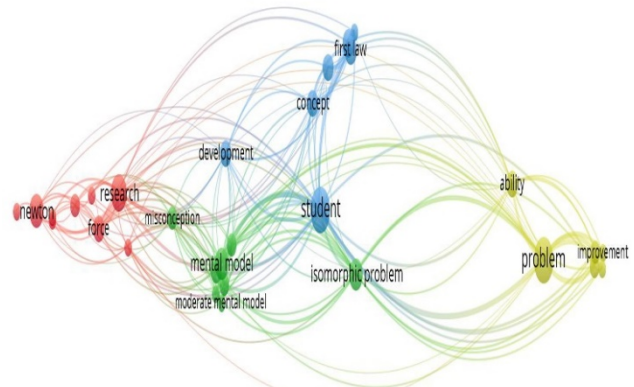 first law
concept
development
ability
research
newton
misconception
student
force
mental model
isomorphic problem
problem
improvement
moderate mental model